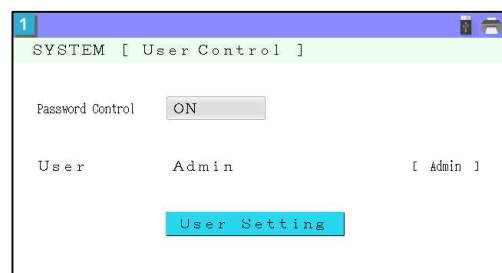 1
SYSTEM [ User Control ]
Password Control ON
User Admin [ Admin ]
User Setting